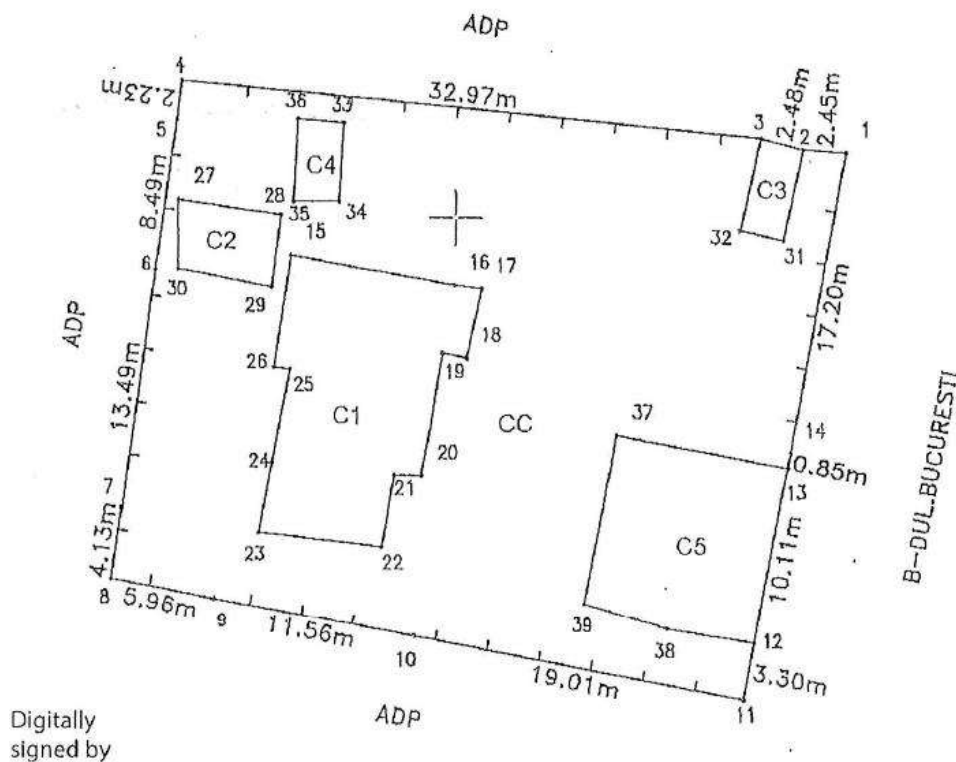 ADP
4
2.23m
32.97m
2.48m
2.45m
36
33
3
2
1
5
C4
C3
27
8.49m
28
35
34
15
32
31
C2
16 17
6
30
29
17.20m
ADP
18
26
25
19
13.49m
C1
CC
37
14
20
24
21
0.85m
13
7
B-DUL.BUCURESTI
C5
4.13m
23
22
10.11m
8
5.96m
9
11.56m
39
38
12
10
19.01m
3.30m
11
ADP
Digitally
signed by